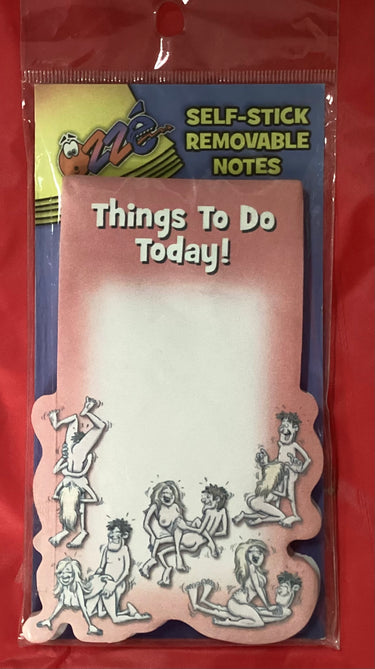 Ozzé
SELF-STICK
REMOVABLE
NOTES
Things To Do
Today!